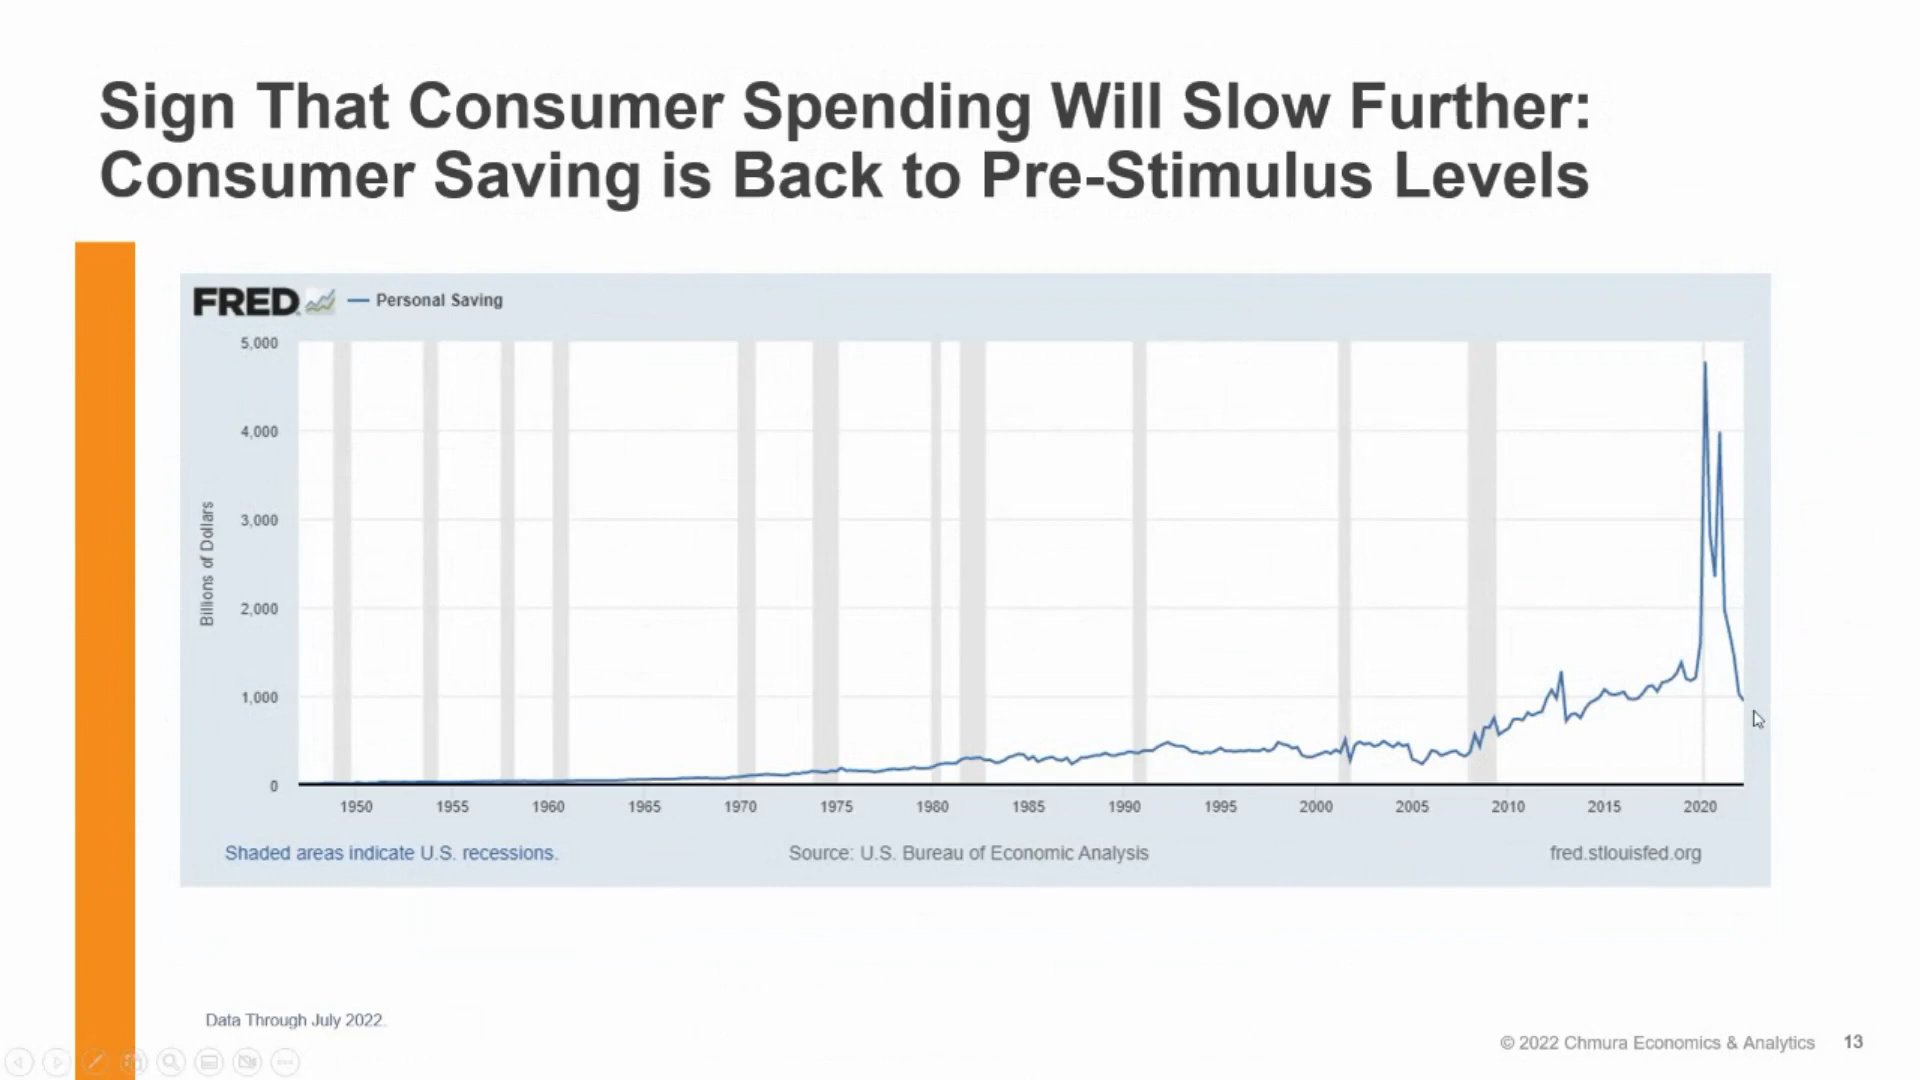 Sign That Consumer Spending Will Slow Further:
Consumer Saving is Back to Pre-Stimulus Levels
FRED
Personal Saving
Billions of Dollars
5,000
4,000
3,000
2,000
1,000
0
1950 1955 1960 1965 1970 1975 1980 1985 1990 1995 2000 2005 2010 2015 2020
Shaded areas indicate U.S. recessions. Source: U.S. Bureau of Economic Analysis fred.stlouisfed.org
Data Through July 2022.
© 2022 Chmura Economics & Analytics 13